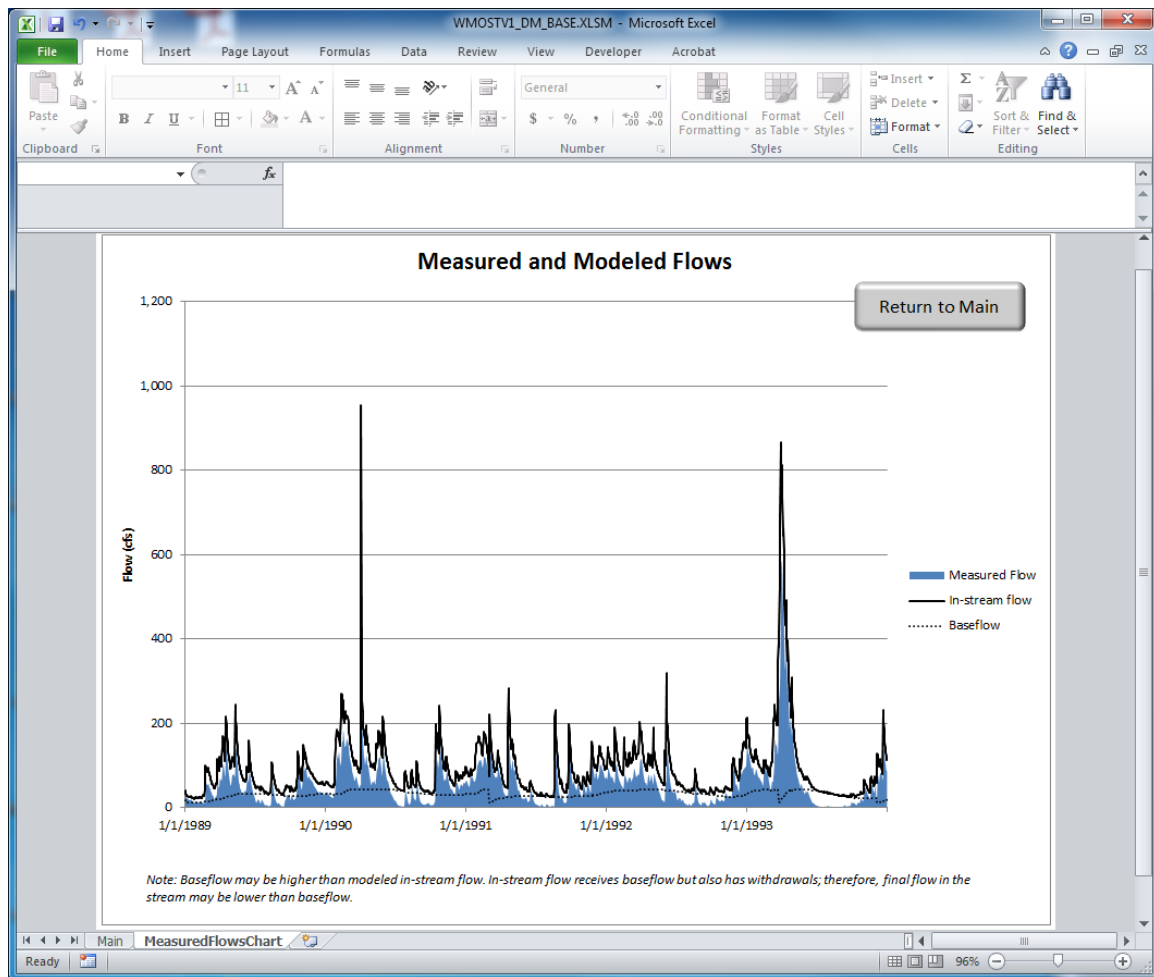 WMOSTV1_DM_BASE.XLSM - Microsoft Excel
File Home Insert Page Layout Formulas Data Review View Developer Acrobat
Paste
Clipboard
11
B I U
A A
A
Font
Alignment
General
$ % ,
Number
Conditional Formatting
Format as Table
Cell Styles
Styles
Insert
Delete
Format
Cells
Σ
Sort & Filter
Find & Select
Editing
fx
Measured and Modeled Flows
Return to Main
1,200
1,000
800
600
400
200
0
Flow (cfs)
1/1/1989 1/1/1990 1/1/1991 1/1/1992 1/1/1993
Measured Flow
In-stream flow
Baseflow
Note: Baseflow may be higher than modeled in-stream flow. In-stream flow receives baseflow but also has withdrawals; therefore, final flow in the
stream may be lower than baseflow.
Main MeasuredFlowsChart
Ready 96%